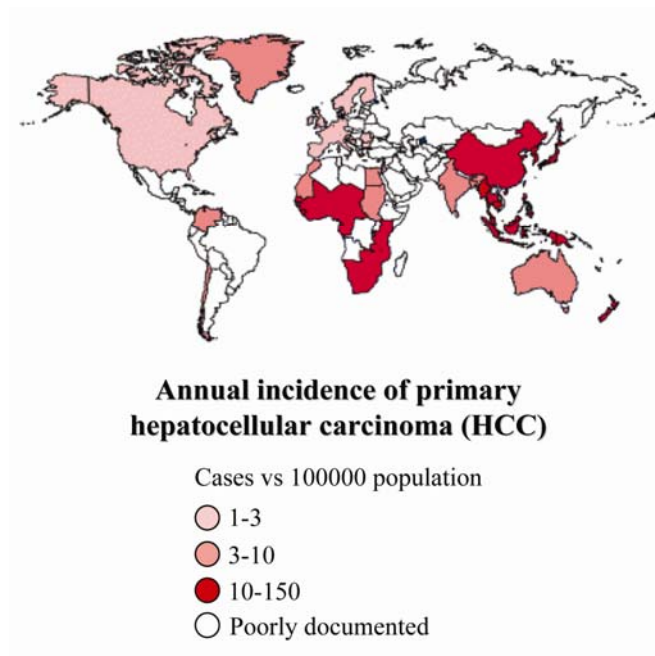 Annual incidence of primary
hepatocellular carcinoma (HCC)
Cases vs 100000 population
1-3
3-10
10-150
Poorly documented